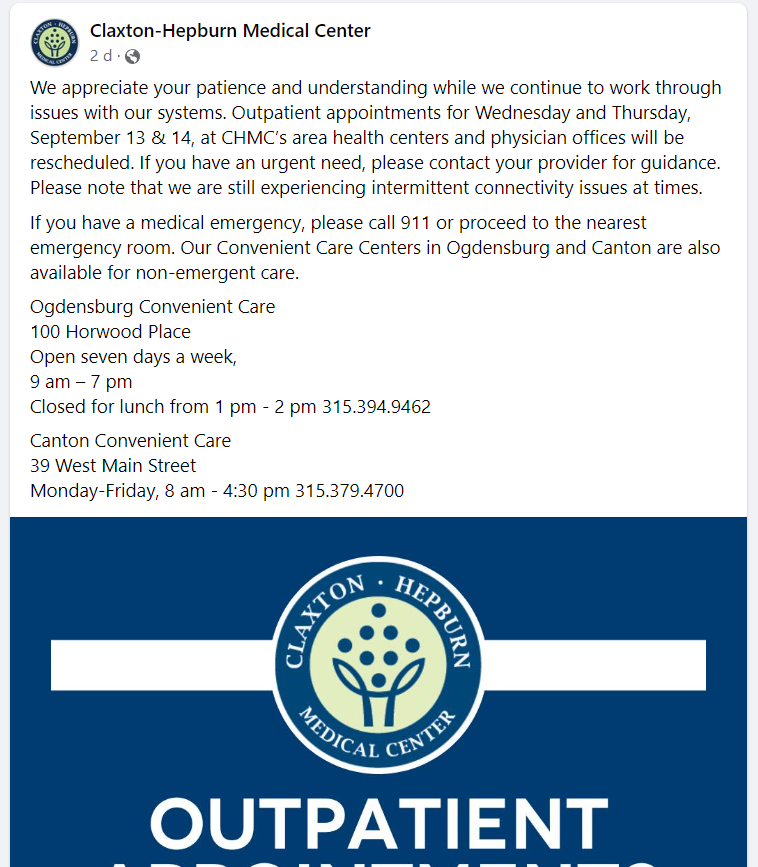 Claxton-Hepburn Medical Center
2 d ·
We appreciate your patience and understanding while we continue to work through
issues with our systems. Outpatient appointments for Wednesday and Thursday,
September 13 & 14, at CHMC's area health centers and physician offices will be
rescheduled. If you have an urgent need, please contact your provider for guidance.
Please note that we are still experiencing intermittent connectivity issues at times.
If you have a medical emergency, please call 911 or proceed to the nearest
emergency room. Our Convenient Care Centers in Ogdensburg and Canton are also
available for non-emergent care.
Ogdensburg Convenient Care
100 Horwood Place
Open seven days a week,
9 am – 7 pm
Closed for lunch from 1 pm - 2 pm 315.394.9462
Canton Convenient Care
39 West Main Street
Monday-Friday, 8 am - 4:30 pm 315.379.4700
CLAXTON · HEPBURN
MEDICAL CENTER
OUTPATIENT